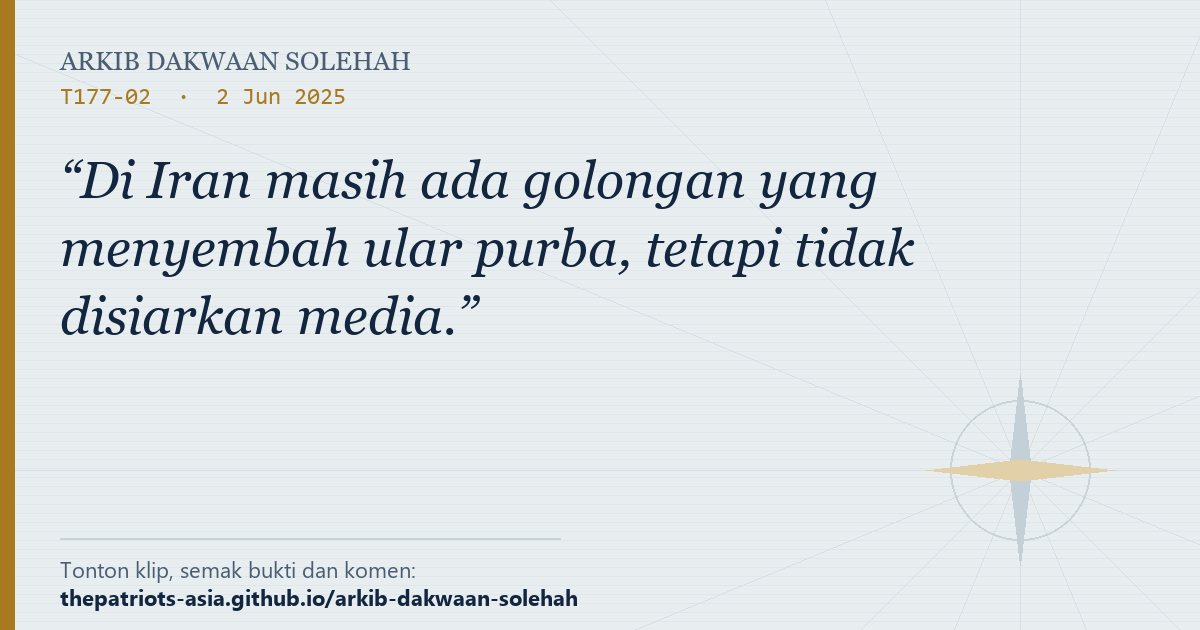 ARKIB DAKWAAN SOLEHAH
T177-02 · 2 Jun 2025
“Di Iran masih ada golongan yang
menyembah ular purba, tetapi tidak
disiarkan media.”
Tonton klip, semak bukti dan komen:
thepatriots-asia.github.io/arkib-dakwaan-solehah